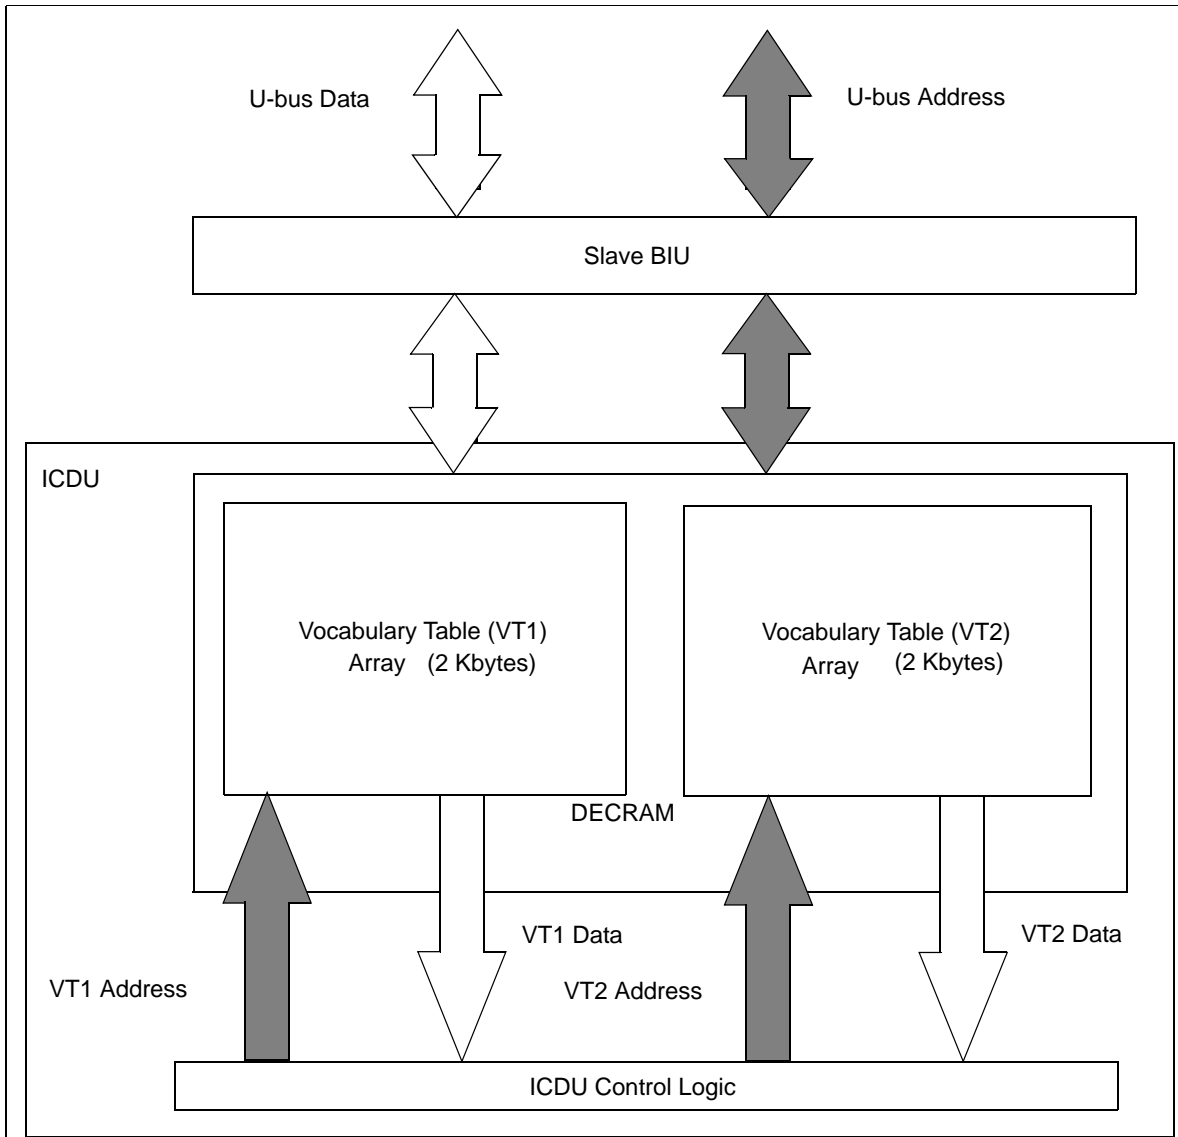 U-bus Data
U-bus Address
Slave BIU
ICDU
Vocabulary Table (VT1)
Array (2 Kbytes)
Vocabulary Table (VT2)
Array (2 Kbytes)
DECRAM
VT1 Data
VT2 Data
VT1 Address
VT2 Address
ICDU Control Logic